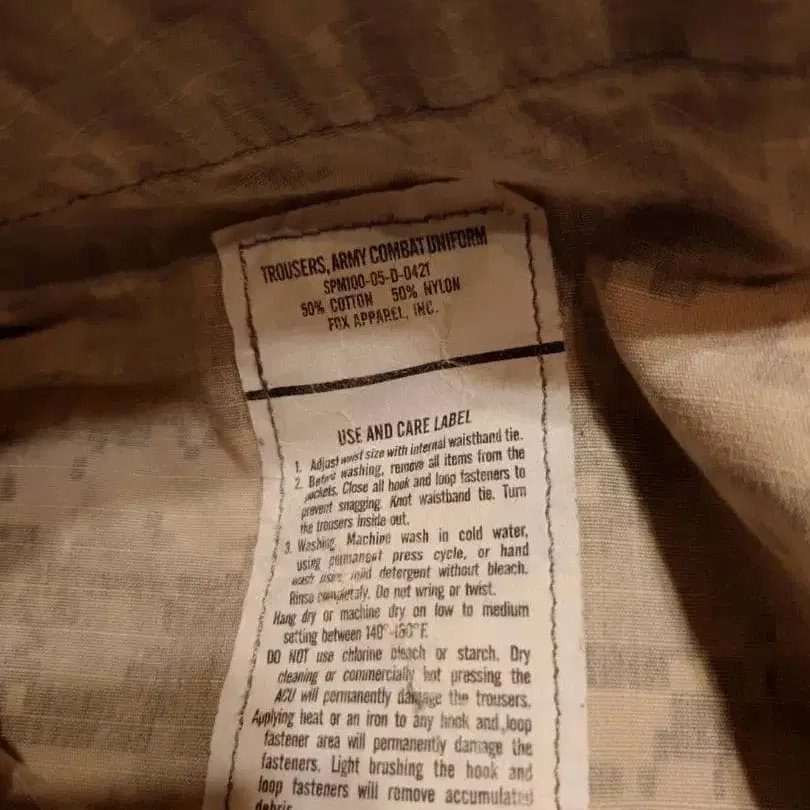 TROUSERS, ARMY COMBAT UNIFORM
SPM100-05-D-0421
50% COTTON 50% NYLON
FOX APPAREL, INC.
USE AND CARE LABEL
1. Adjust waist size with internal waistband tie.
2. Before washing, remove all items from the
pockets. Close all hook and loop fasteners to
prevent snagging. Knot waistband tie. Turn
the trousers inside out.
3. Washing. Machine wash in cold water,
using permanent press cycle, or hand
wash using mild detergent without bleach.
Rinse completely. Do not wring or twist.
Hang dry or machine dry on low to medium
setting between 140°-160°F.
DO NOT use chlorine bleach or starch. Dry
cleaning or commercially hot pressing the
ACU will permanently damage the trousers.
Applying heat or an iron to any hook and loop
fastener area will permanently damage the
fasteners. Light brushing the hook and
loop fasteners will remove accumulated
debris.